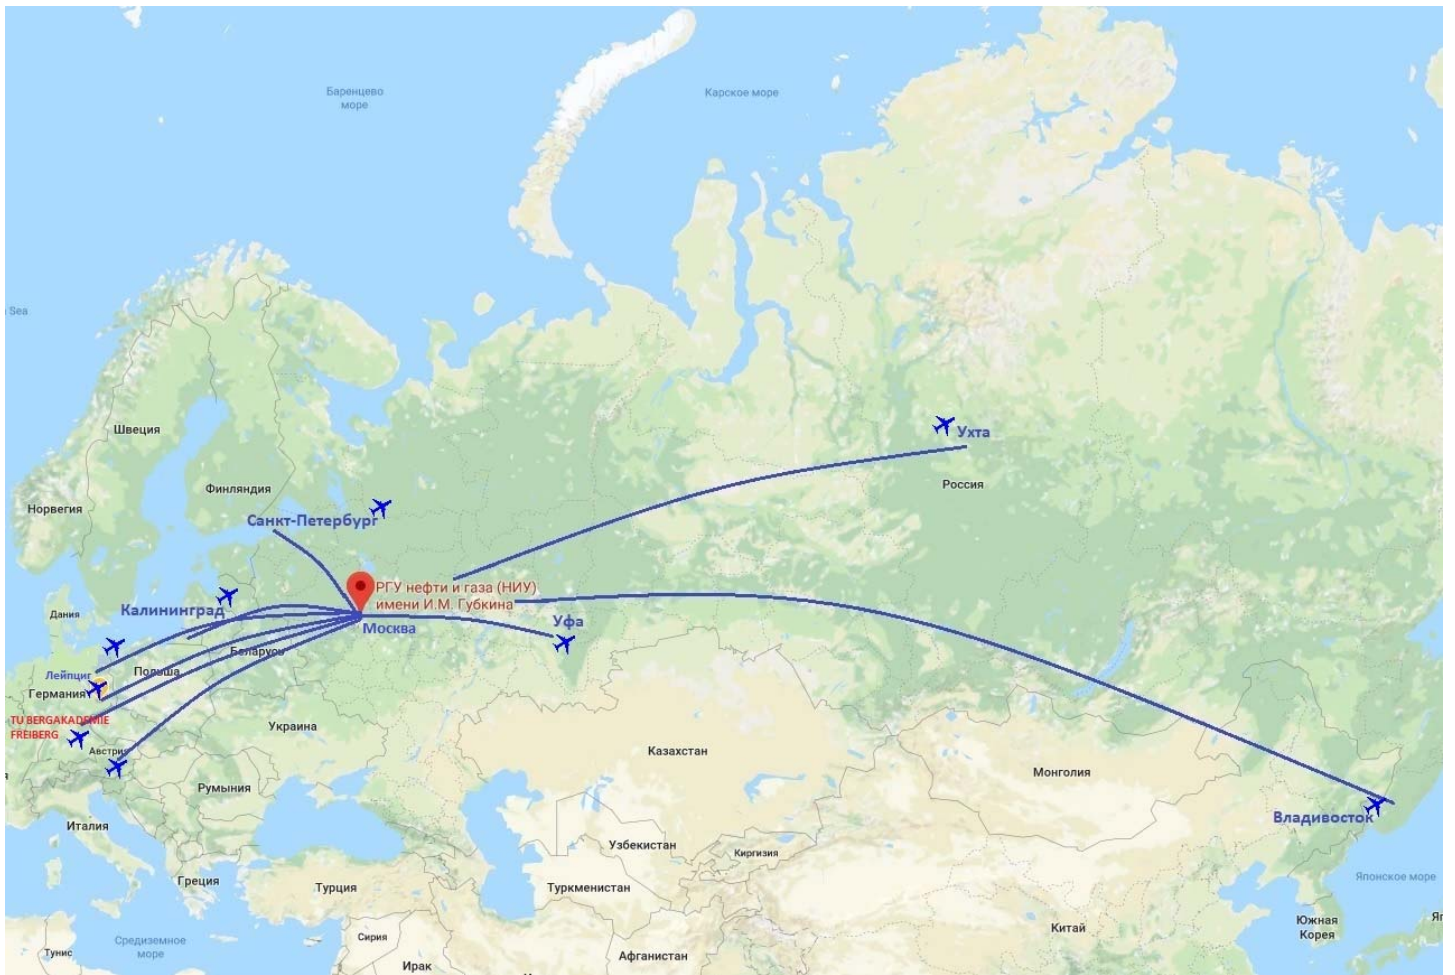 Баренцево
море
Карское море
Sea
Швеция
Ухта
Финляндия
Россия
Норвегия
Санкт-Петербург
РГУ нефти и газа (НИУ)
имени И.М. Губкина
Дания
Калининград
Москва
Уфа
Беларусь
Польша
Лейпциг
Германия
TU BERGAKADEMIE
FREIBERG
Украина
Австрия
Казахстан
Монголия
Румыния
Владивосток
Италия
Узбекистан
Киргизия
Греция
Турция
Туркменистан
Японское море
Южная
Корея
Китай
Сирия
Средиземное
море
Тунис
Афганистан
Ирак